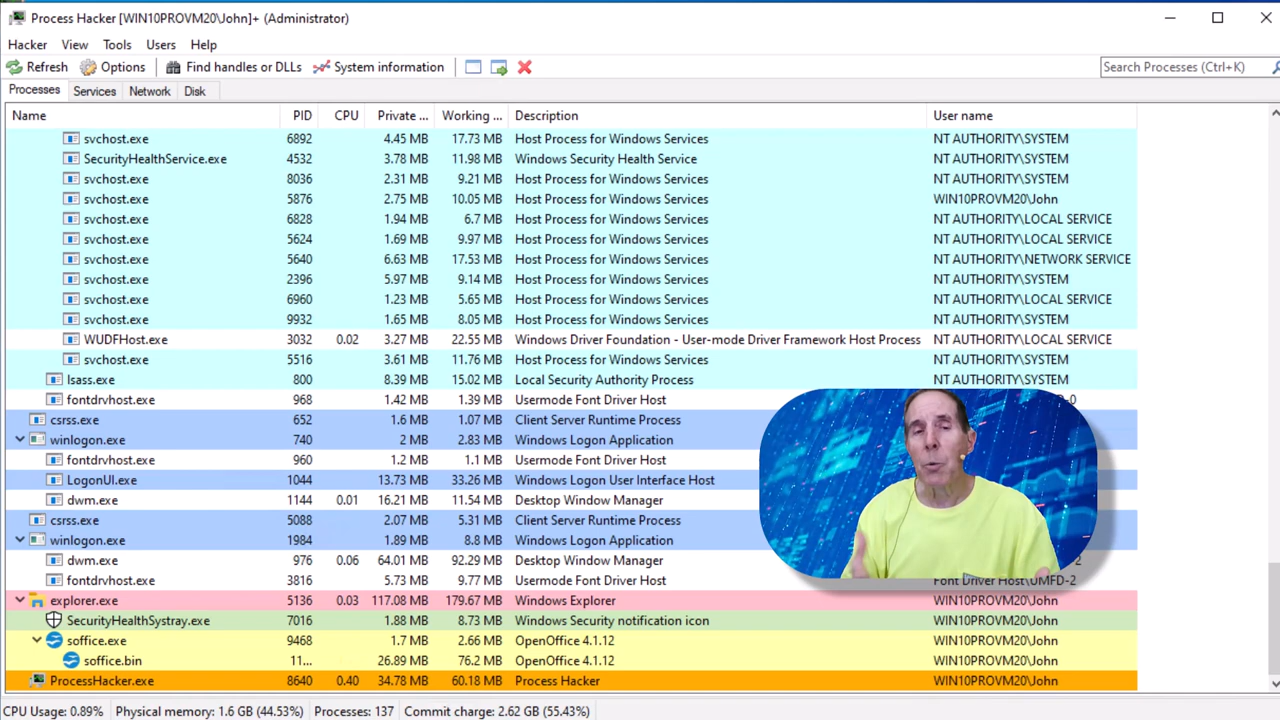 Process Hacker [WIN10PROVM20\John]+ (Administrator)
Hacker View Tools Users Help
Refresh Options Find handles or DLLs System information Search Processes (Ctrl+K)
Processes Services Network Disk
Name PID CPU Private ... Working ... Description User name
svchost.exe 6892 4.45 MB 17.73 MB Host Process for Windows Services NT AUTHORITY\SYSTEM
SecurityHealthService.exe 4532 3.78 MB 11.98 MB Windows Security Health Service NT AUTHORITY\SYSTEM
svchost.exe 8036 2.31 MB 9.21 MB Host Process for Windows Services NT AUTHORITY\SYSTEM
svchost.exe 5876 2.75 MB 10.05 MB Host Process for Windows Services WIN10PROVM20\John
svchost.exe 6828 1.94 MB 6.7 MB Host Process for Windows Services NT AUTHORITY\LOCAL SERVICE
svchost.exe 5624 1.69 MB 9.97 MB Host Process for Windows Services NT AUTHORITY\LOCAL SERVICE
svchost.exe 5640 6.63 MB 17.53 MB Host Process for Windows Services NT AUTHORITY\NETWORK SERVICE
svchost.exe 2396 5.97 MB 9.14 MB Host Process for Windows Services NT AUTHORITY\SYSTEM
svchost.exe 6960 1.23 MB 5.65 MB Host Process for Windows Services NT AUTHORITY\LOCAL SERVICE
svchost.exe 9932 1.65 MB 8.05 MB Host Process for Windows Services NT AUTHORITY\SYSTEM
WUDFHost.exe 3032 0.02 3.27 MB 22.55 MB Windows Driver Foundation - User-mode Driver Framework Host Process NT AUTHORITY\LOCAL SERVICE
svchost.exe 5516 3.61 MB 11.76 MB Host Process for Windows Services NT AUTHORITY\SYSTEM
lsass.exe 800 8.39 MB 15.02 MB Local Security Authority Process NT AUTHORITY\SYSTEM
fontdrvhost.exe 968 1.42 MB 1.39 MB Usermode Font Driver Host D-0
csrss.exe 652 1.6 MB 1.07 MB Client Server Runtime Process
winlogon.exe 740 2 MB 2.83 MB Windows Logon Application
fontdrvhost.exe 960 1.2 MB 1.1 MB Usermode Font Driver Host
LogonUI.exe 1044 13.73 MB 33.26 MB Windows Logon User Interface Host
dwm.exe 1144 0.01 16.21 MB 11.54 MB Desktop Window Manager
csrss.exe 5088 2.07 MB 5.31 MB Client Server Runtime Process
winlogon.exe 1984 1.89 MB 8.8 MB Windows Logon Application
dwm.exe 976 0.06 64.01 MB 92.29 MB Desktop Window Manager 2
fontdrvhost.exe 3816 5.73 MB 9.77 MB Usermode Font Driver Host Font Driver Host\UMFD-2
explorer.exe 5136 0.03 117.08 MB 179.67 MB Windows Explorer WIN10PROVM20\John
SecurityHealthSystray.exe 7016 1.88 MB 8.73 MB Windows Security notification icon WIN10PROVM20\John
soffice.exe 9468 1.7 MB 2.66 MB OpenOffice 4.1.12 WIN10PROVM20\John
soffice.bin 11... 26.89 MB 76.2 MB OpenOffice 4.1.12 WIN10PROVM20\John
ProcessHacker.exe 8640 0.40 34.78 MB 60.18 MB Process Hacker WIN10PROVM20\John
CPU Usage: 0.89% Physical memory: 1.6 GB (44.53%) Processes: 137 Commit charge: 2.62 GB (55.43%)